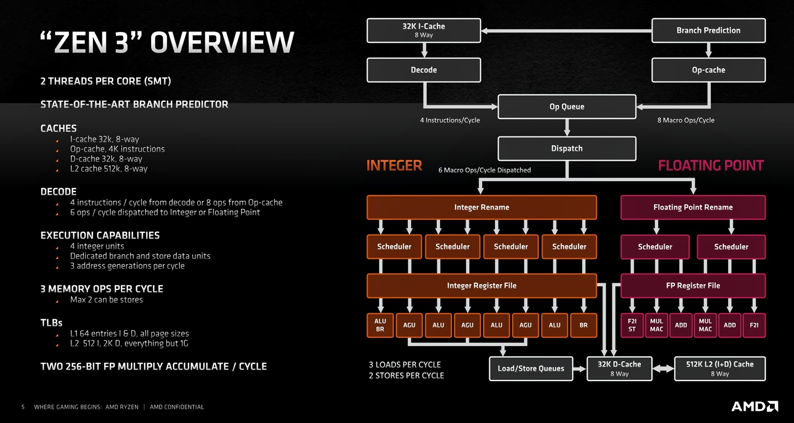 "ZEN 3" OVERVIEW
2 THREADS PER CORE (SMT)
STATE-OF-THE-ART BRANCH PREDICTOR
CACHES
I-cache 32k, 8-way
Op-cache, 4K instructions
D-cache 32k, 8-way
L2 cache 512k, 8-way
DECODE
4 instructions / cycle from decode or 8 ops from Op-cache
6 ops / cycle dispatched to Integer or Floating Point
EXECUTION CAPABILITIES
4 integer units
Dedicated branch and store data units
3 address generations per cycle
3 MEMORY OPS PER CYCLE
Max 2 can be stores
TLBs
L1 64 entries I & D, all page sizes
L2 512 I, 2K D, everything but 1G
TWO 256-BIT FP MULTIPLY ACCUMULATE / CYCLE
32K I-Cache
8 Way
Branch Prediction
Decode
Op-cache
Op Queue
4 Instructions/Cycle
8 Macro Ops/Cycle
Dispatch
INTEGER
6 Macro Ops/Cycle Dispatched
FLOATING POINT
Integer Rename
Floating Point Rename
Scheduler
Scheduler
Scheduler
Scheduler
Scheduler
Scheduler
Integer Register File
FP Register File
ALU
BR
AGU
ALU
AGU
ALU
AGU
ALU
BR
F2I
ST
MUL
MAC
ADD
MUL
MAC
ADD
F2I
3 LOADS PER CYCLE
2 STORES PER CYCLE
Load/Store Queues
32K D-Cache
8 Way
512K L2 (I+D) Cache
8 Way
5 WHERE GAMING BEGINS: AMD RYZEN | AMD CONFIDENTIAL
AMD